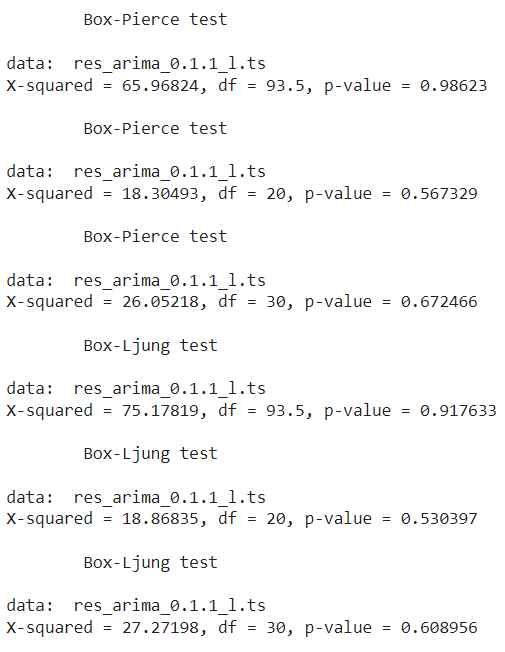 Box-Pierce test
data:  res_arima_0.1.1_l.ts
X-squared = 65.96824, df = 93.5, p-value = 0.98623
Box-Pierce test
data:  res_arima_0.1.1_l.ts
X-squared = 18.30493, df = 20, p-value = 0.567329
Box-Pierce test
data:  res_arima_0.1.1_l.ts
X-squared = 26.05218, df = 30, p-value = 0.672466
Box-Ljung test
data:  res_arima_0.1.1_l.ts
X-squared = 75.17819, df = 93.5, p-value = 0.917633
Box-Ljung test
data:  res_arima_0.1.1_l.ts
X-squared = 18.86835, df = 20, p-value = 0.530397
Box-Ljung test
data:  res_arima_0.1.1_l.ts
X-squared = 27.27198, df = 30, p-value = 0.608956